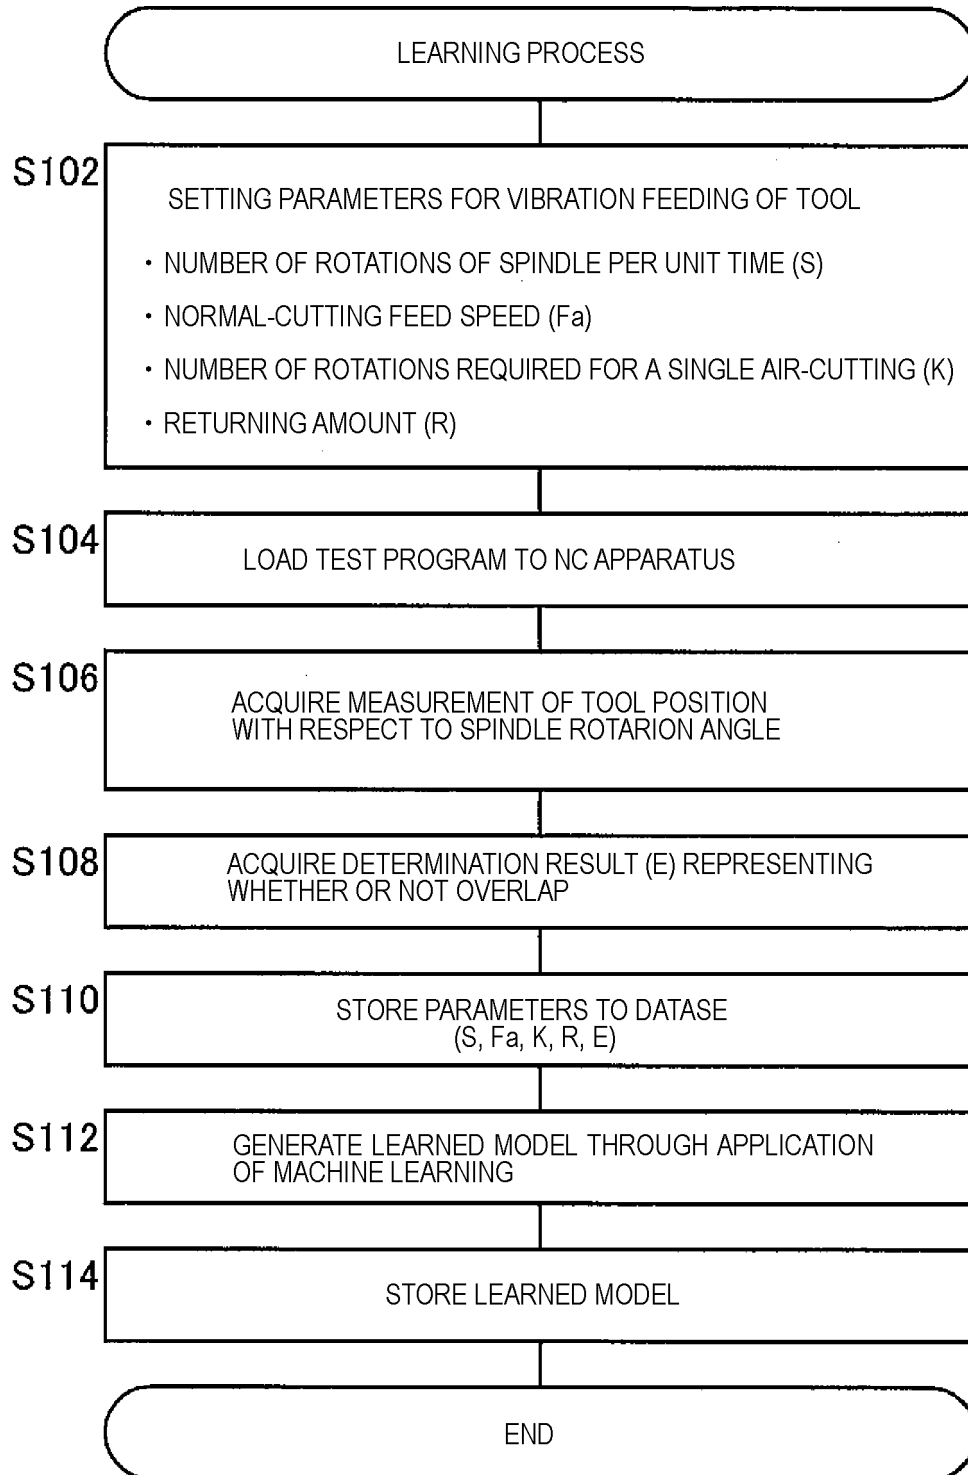 LEARNING PROCESS
S102
SETTING PARAMETERS FOR VIBRATION FEEDING OF TOOL
・NUMBER OF ROTATIONS OF SPINDLE PER UNIT TIME (S)
・NORMAL-CUTTING FEED SPEED (Fa)
・NUMBER OF ROTATIONS REQUIRED FOR A SINGLE AIR-CUTTING (K)
・RETURNING AMOUNT (R)
S104
LOAD TEST PROGRAM TO NC APPARATUS
S106
ACQUIRE MEASUREMENT OF TOOL POSITION
WITH RESPECT TO SPINDLE ROTARION ANGLE
S108
ACQUIRE DETERMINATION RESULT (E) REPRESENTING
WHETHER OR NOT OVERLAP
S110
STORE PARAMETERS TO DATASE
(S, Fa, K, R, E)
S112
GENERATE LEARNED MODEL THROUGH APPLICATION
OF MACHINE LEARNING
S114
STORE LEARNED MODEL
END